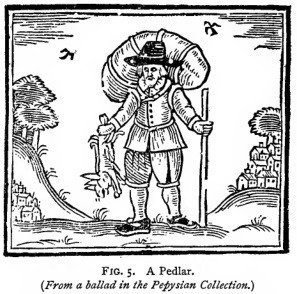 FIG. 5. A Pedlar.
(From a ballad in the Pepysian Collection.)